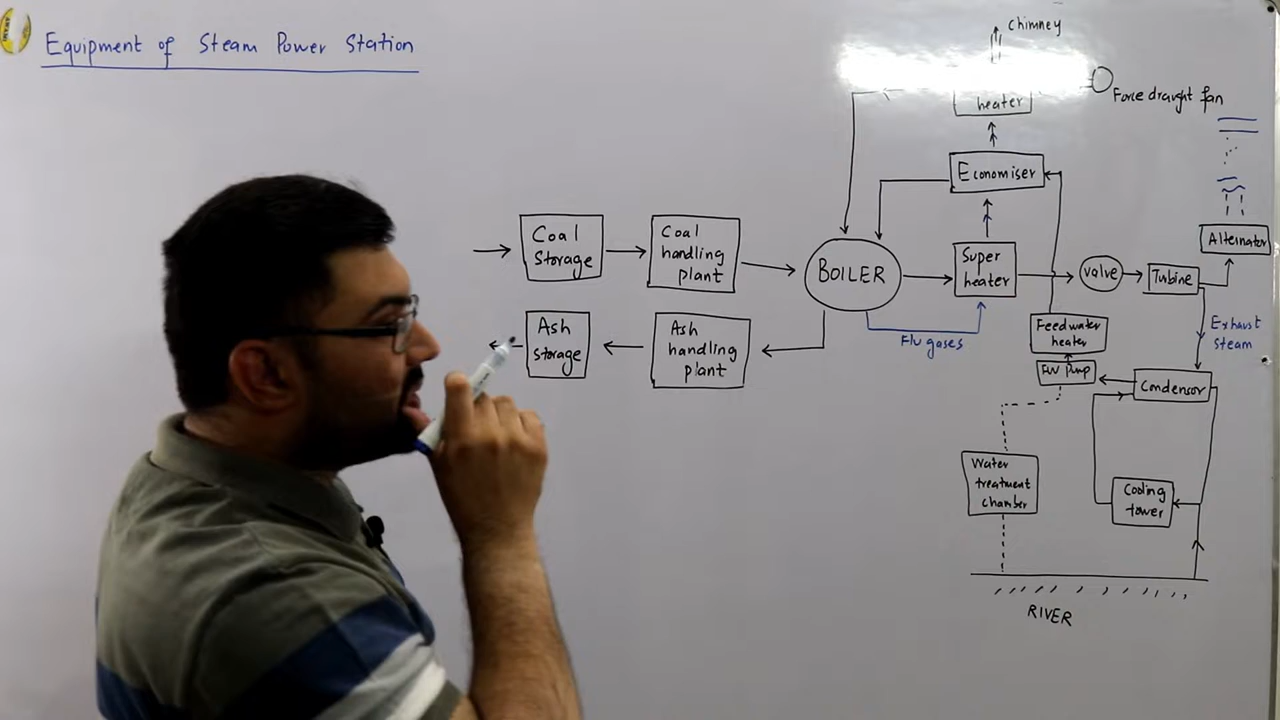 Equipment of Steam Power Station
chimney
heater
Force draught fan
Economiser
Coal
Storage
Coal
handling
plant
BOILER
Super
heater
valve
Turbine
Alternator
Ash
storage
Ash
handling
plant
Flu gases
Feedwater
heater
FW Pump
Exhaust
steam
Condensor
Water
treatment
chamber
Cooling
tower
RIVER